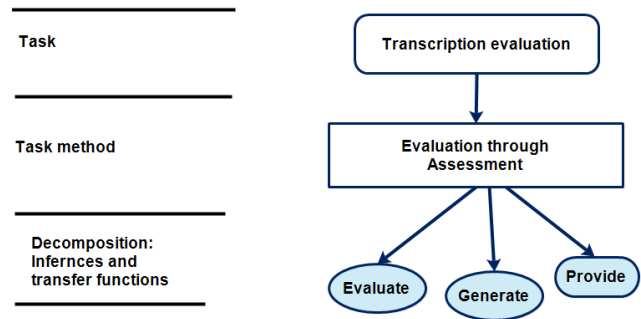 Task
Transcription evaluation
Task method
Evaluation through
Assessment
Decomposition:
Infernces and
transfer functions
Evaluate
Generate
Provide